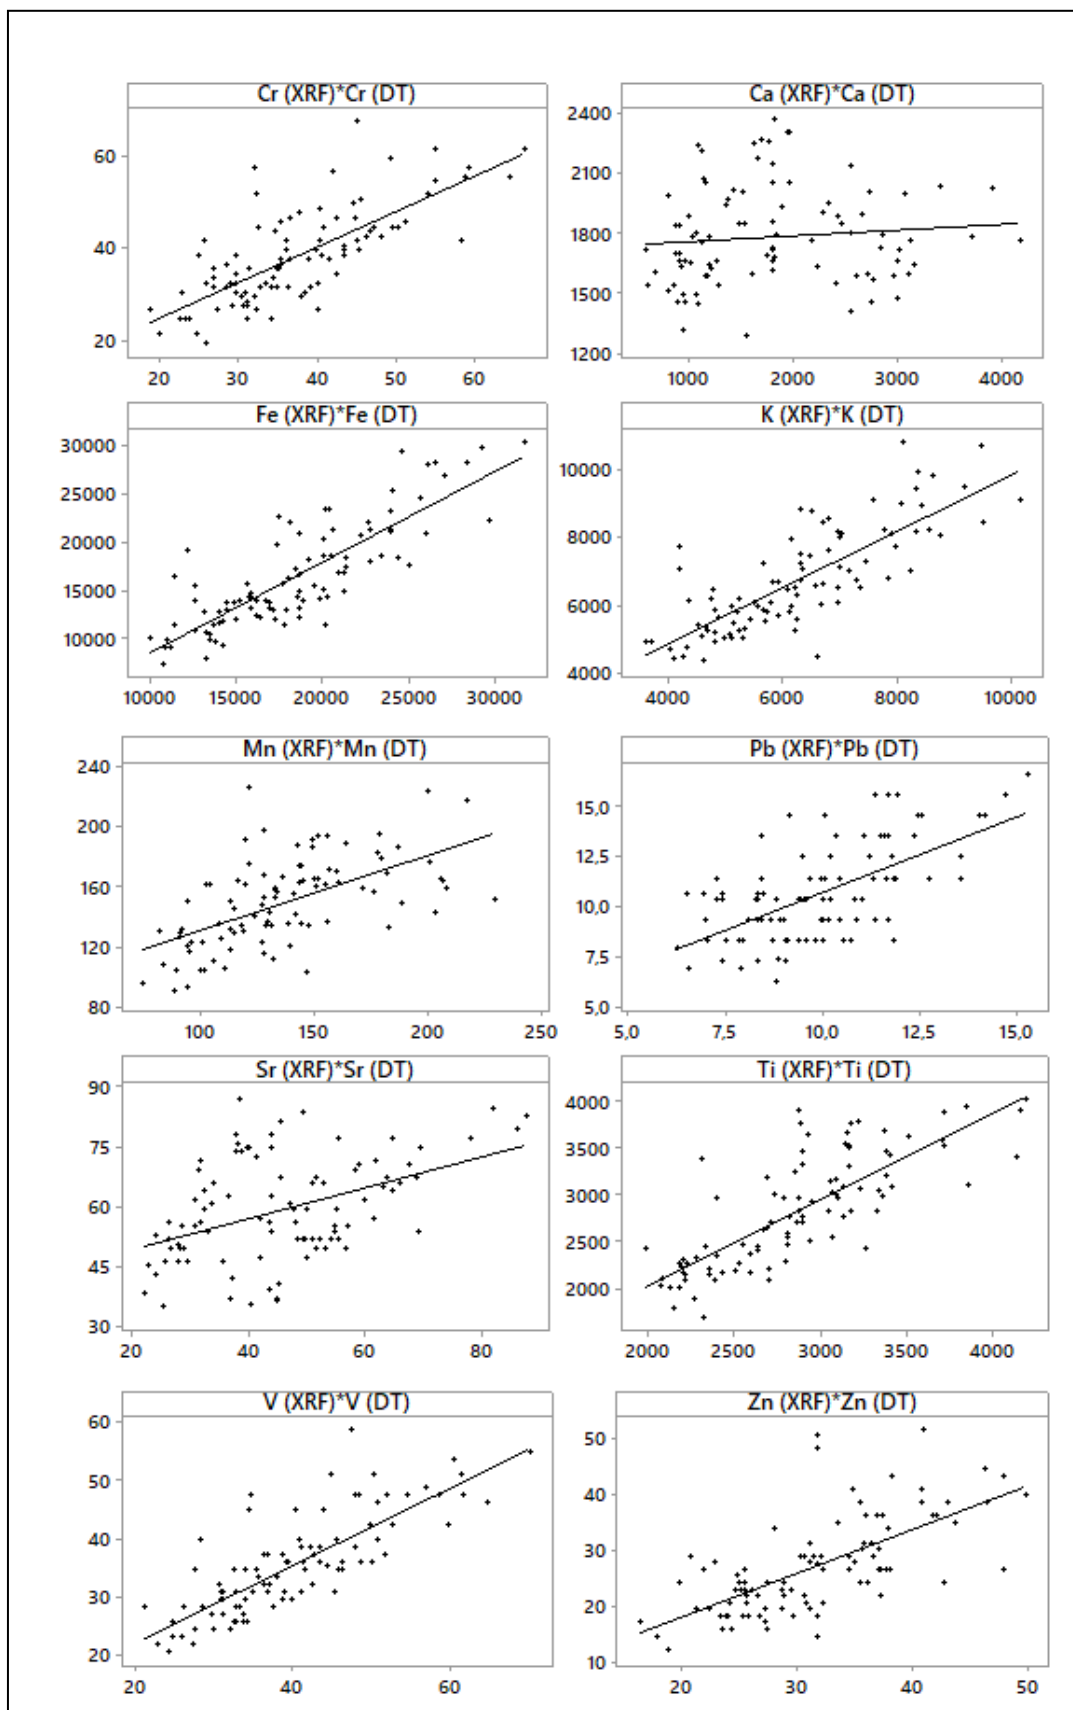 Cr (XRF)*Cr (DT)
60
40
20
20 30 40 50 60
Ca (XRF)*Ca (DT)
2400
2100
1800
1500
1200
1000 2000 3000 4000
Fe (XRF)*Fe (DT)
30000
25000
20000
15000
10000
10000 15000 20000 25000 30000
K (XRF)*K (DT)
10000
8000
6000
4000
4000 6000 8000 10000
Mn (XRF)*Mn (DT)
240
200
160
120
80
100 150 200 250
Pb (XRF)*Pb (DT)
15,0
12,5
10,0
7,5
5,0
5,0 7,5 10,0 12,5 15,0
Sr (XRF)*Sr (DT)
90
75
60
45
30
20 40 60 80
Ti (XRF)*Ti (DT)
4000
3500
3000
2500
2000
2000 2500 3000 3500 4000
V (XRF)*V (DT)
60
50
40
30
20
20 40 60
Zn (XRF)*Zn (DT)
50
40
30
20
10
20 30 40 50